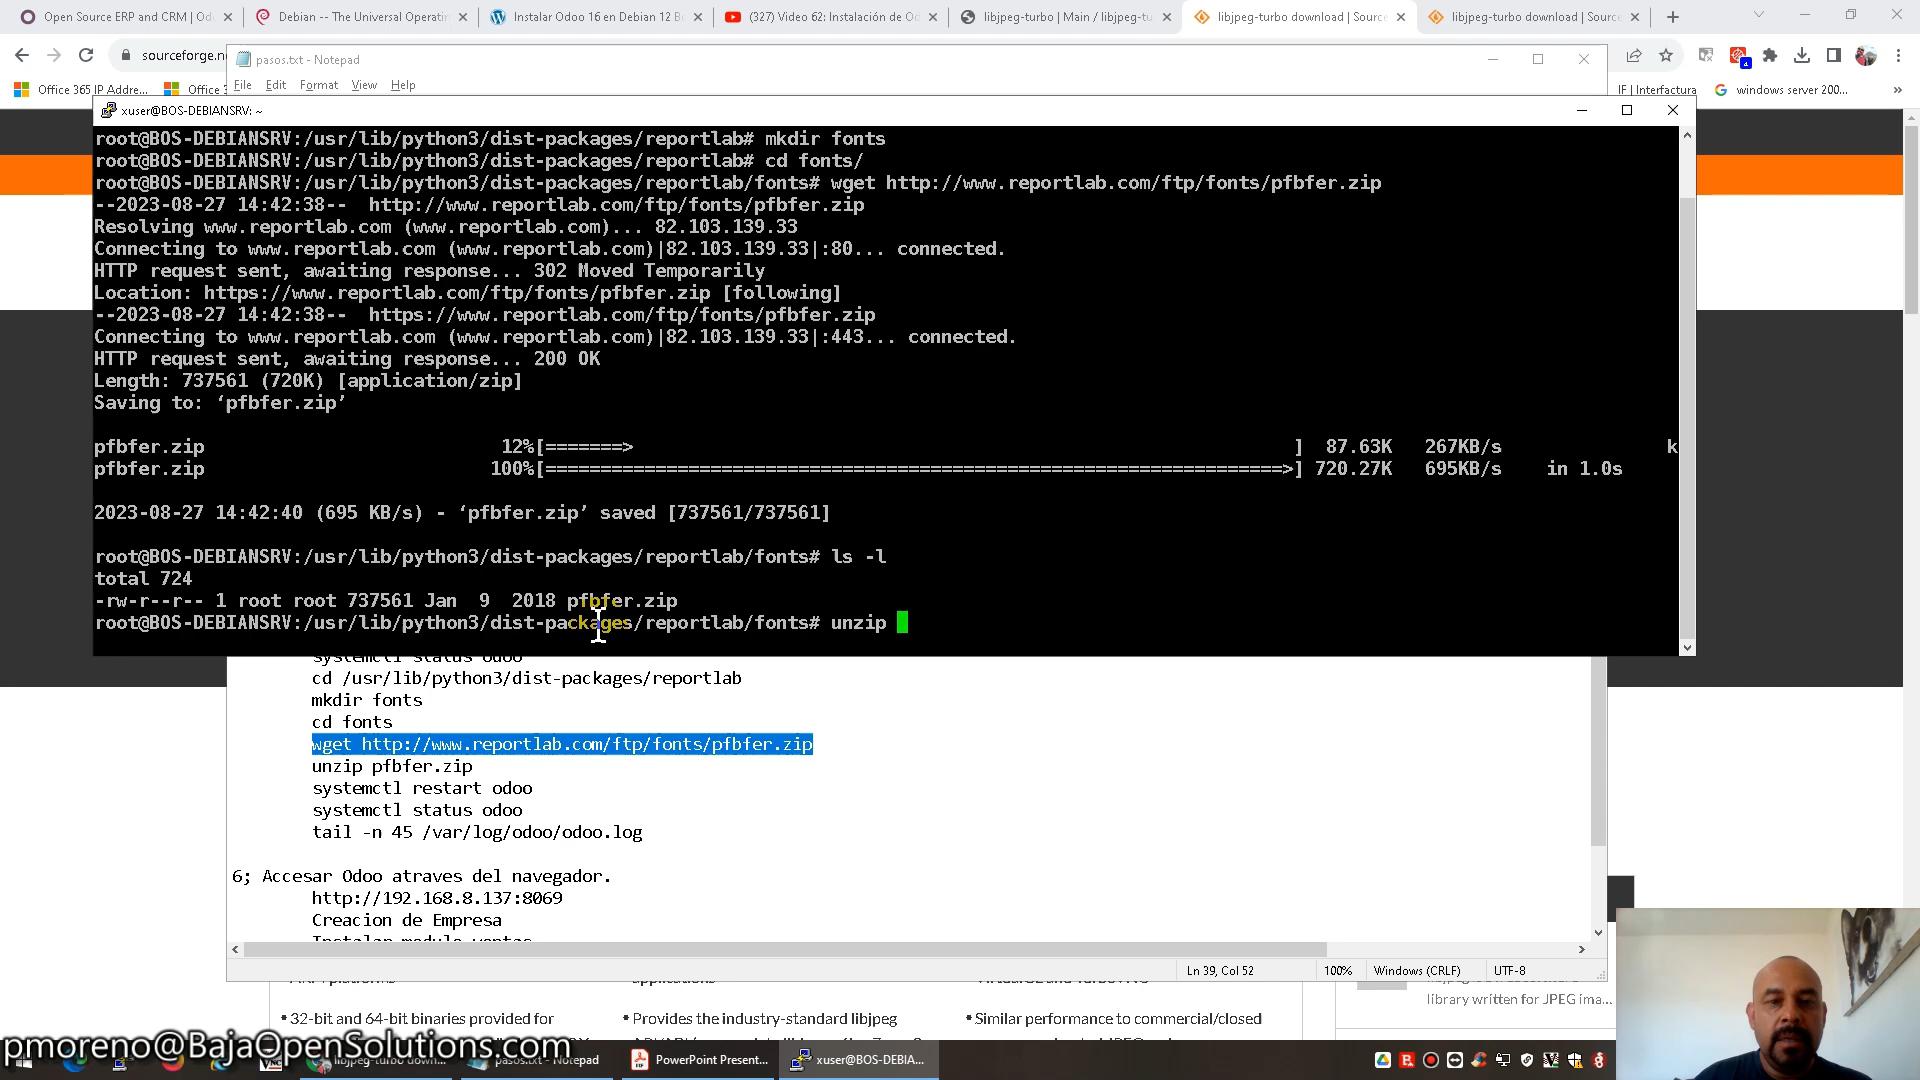 Open Source ERP and CRM | Od
Debian -- The Universal Operatin
Instalar Odoo 16 en Debian 12 B
(327) Video 62: Instalación de Od
libjpeg-turbo | Main / libjpeg-tu
libjpeg-turbo download | Source
libjpeg-turbo download | Source
sourceforge.ne
pasos.txt - Notepad
File Edit Format View Help
Office 365 IP Addre...
Office 3
IF | Interfactura
windows server 200...
xuser@BOS-DEBIANSRV: ~
root@BOS-DEBIANSRV:/usr/lib/python3/dist-packages/reportlab# mkdir fonts
root@BOS-DEBIANSRV:/usr/lib/python3/dist-packages/reportlab# cd fonts/
root@BOS-DEBIANSRV:/usr/lib/python3/dist-packages/reportlab/fonts# wget http://www.reportlab.com/ftp/fonts/pfbfer.zip
--2023-08-27 14:42:38--  http://www.reportlab.com/ftp/fonts/pfbfer.zip
Resolving www.reportlab.com (www.reportlab.com)... 82.103.139.33
Connecting to www.reportlab.com (www.reportlab.com)|82.103.139.33|:80... connected.
HTTP request sent, awaiting response... 302 Moved Temporarily
Location: https://www.reportlab.com/ftp/fonts/pfbfer.zip [following]
--2023-08-27 14:42:38--  https://www.reportlab.com/ftp/fonts/pfbfer.zip
Connecting to www.reportlab.com (www.reportlab.com)|82.103.139.33|:443... connected.
HTTP request sent, awaiting response... 200 OK
Length: 737561 (720K) [application/zip]
Saving to: ‘pfbfer.zip’
pfbfer.zip 12%[=======> ] 87.63K 267KB/s k
pfbfer.zip 100%[===================================================================>] 720.27K 695KB/s in 1.0s
2023-08-27 14:42:40 (695 KB/s) - ‘pfbfer.zip’ saved [737561/737561]
root@BOS-DEBIANSRV:/usr/lib/python3/dist-packages/reportlab/fonts# ls -l
total 724
-rw-r--r-- 1 root root 737561 Jan  9  2018 pfbfer.zip
root@BOS-DEBIANSRV:/usr/lib/python3/dist-packages/reportlab/fonts# unzip
systemctl status odoo
cd /usr/lib/python3/dist-packages/reportlab
mkdir fonts
cd fonts
wget http://www.reportlab.com/ftp/fonts/pfbfer.zip
unzip pfbfer.zip
systemctl restart odoo
systemctl status odoo
tail -n 45 /var/log/odoo/odoo.log
6; Accesar Odoo atraves del navegador.
http://192.168.8.137:8069
Creacion de Empresa
Instalar modulo ventas
Ln 39, Col 52
100%
Windows (CRLF)
UTF-8
library written for JPEG ima...
• 32-bit and 64-bit binaries provided for
• Provides the industry-standard libjpeg
• Similar performance to commercial/closed
pmoreno@BajaOpenSolutions.com
libjpeg-turbo down...
pasos.txt - Notepad
PowerPoint Present...
xuser@BOS-DEBIA...